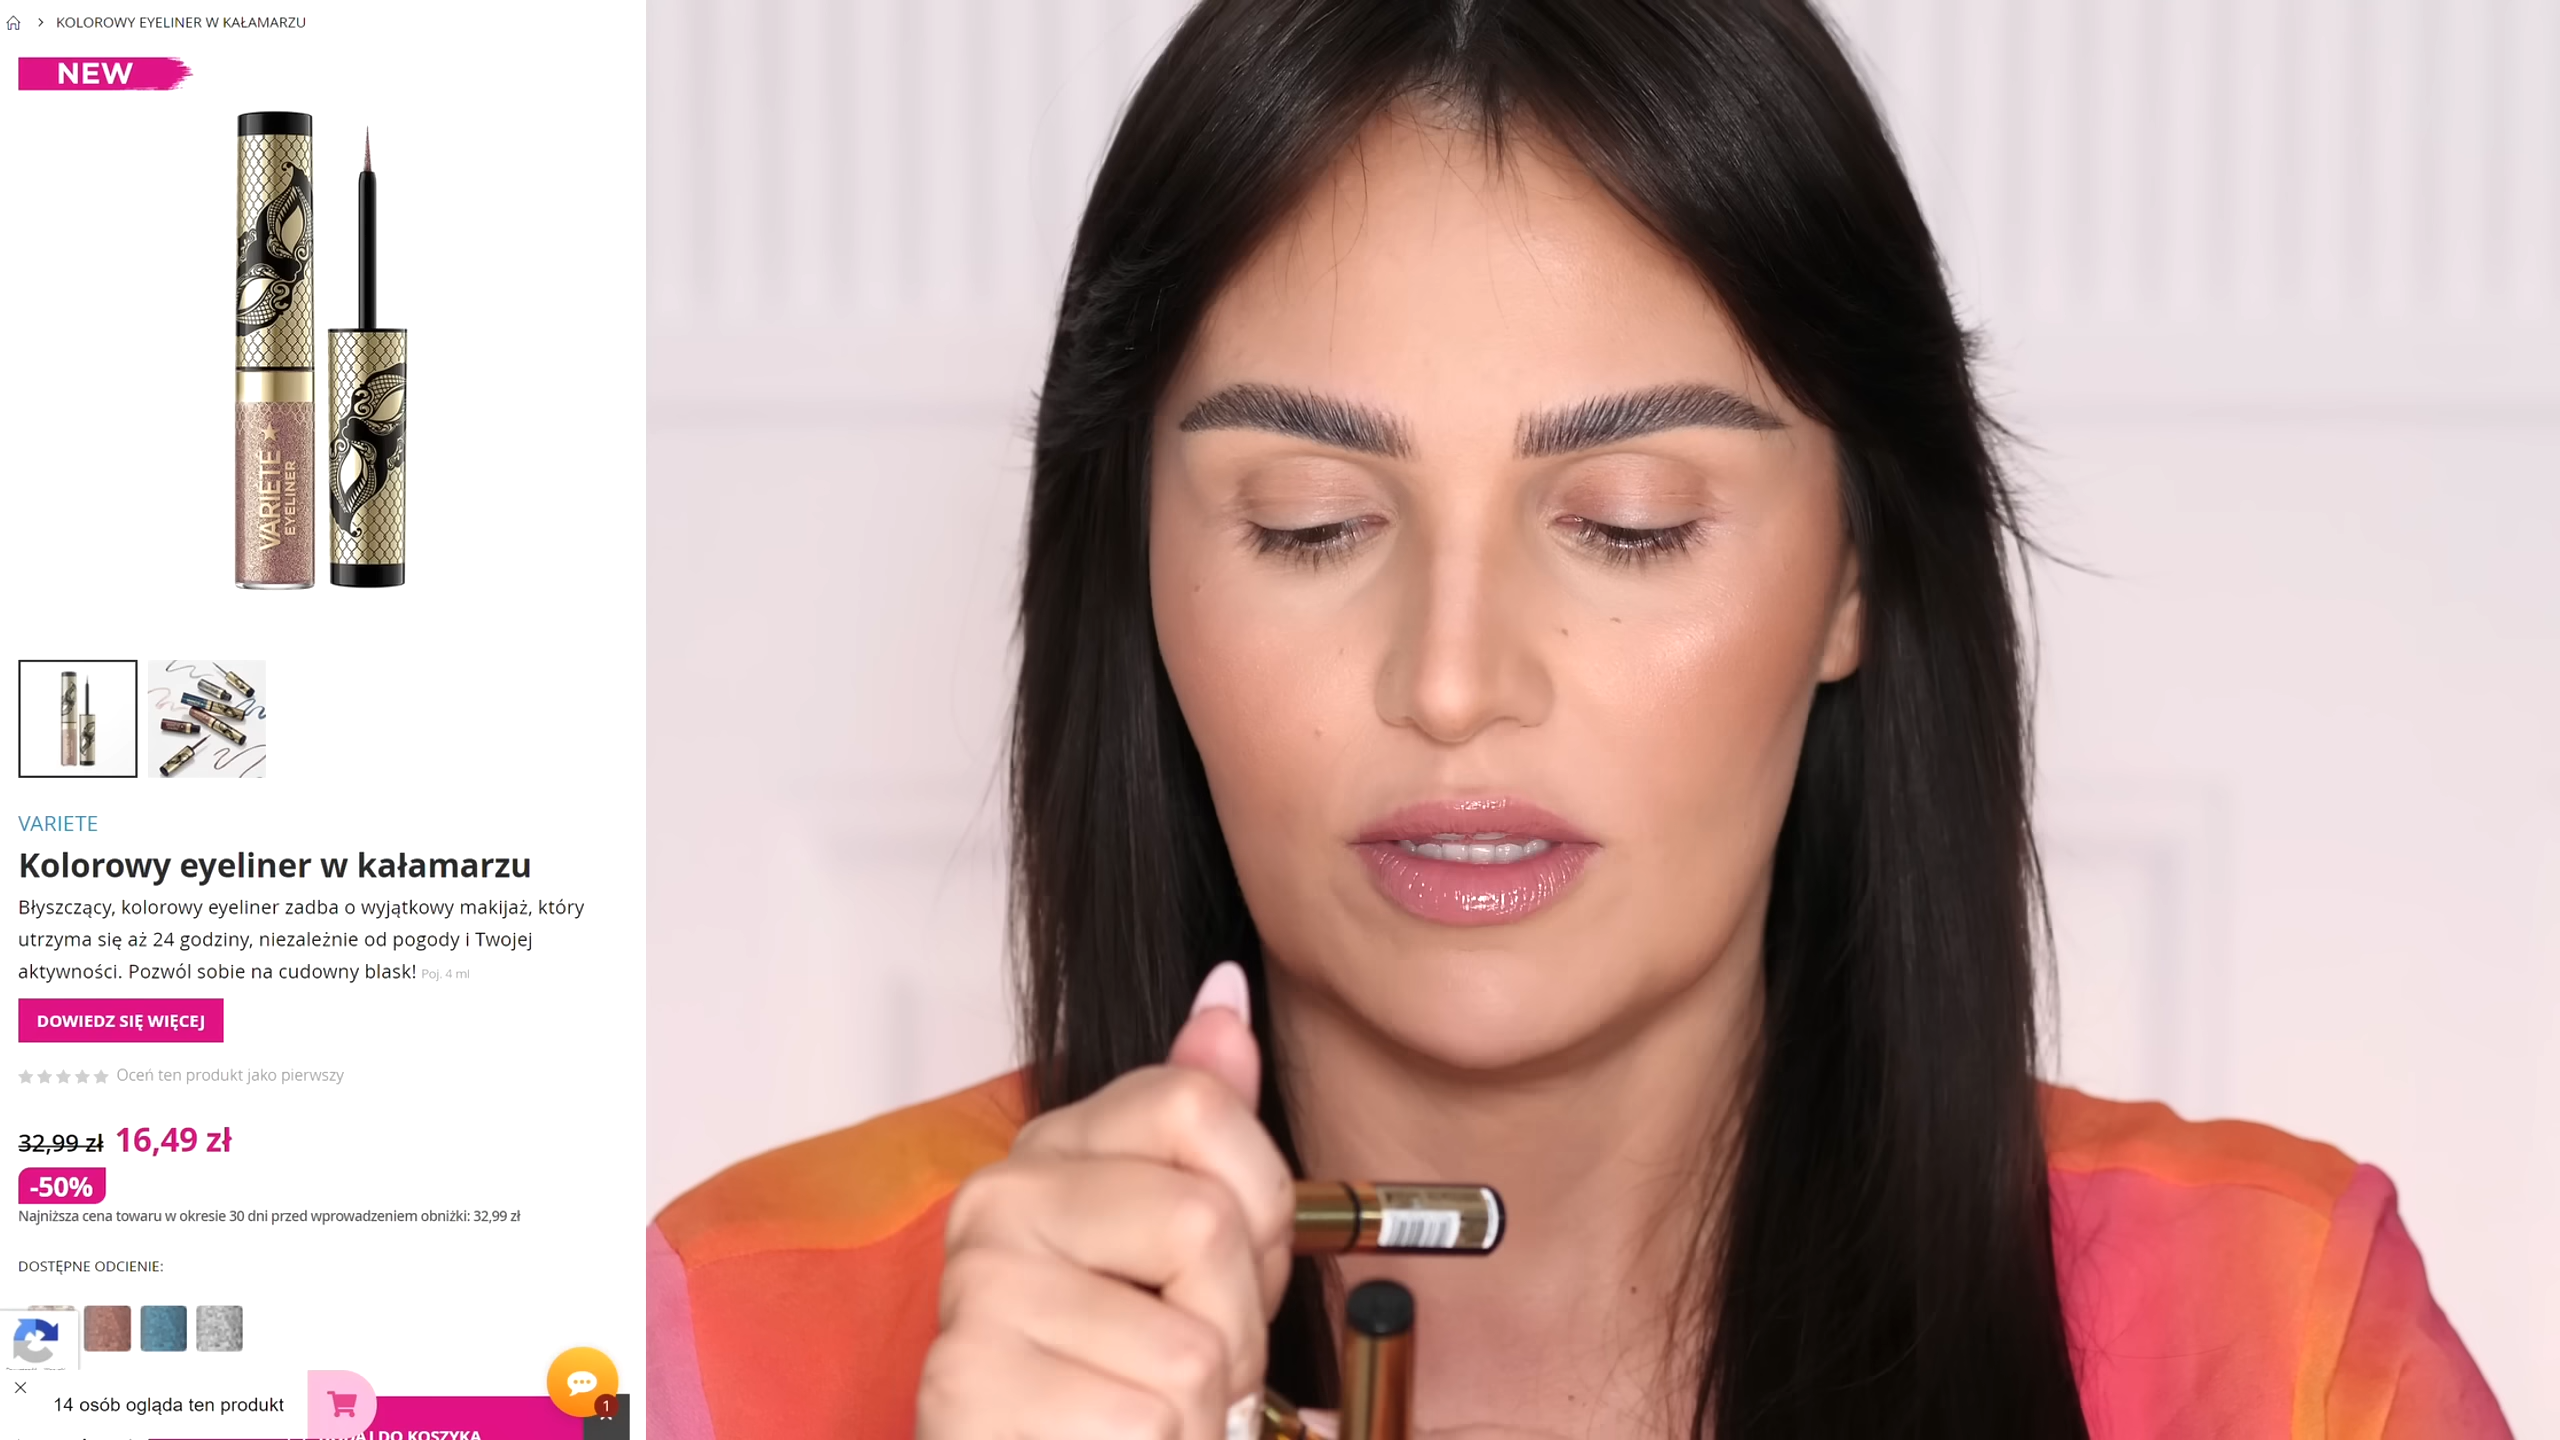 KOLOROWY EYELINER W KAŁAMARZU
NEW
VARIETE
EYELINER
VARIETE
Kolorowy eyeliner w kałamarzu
Błyszczący, kolorowy eyeliner zadba o wyjątkowy makijaż, który
utrzyma się aż 24 godziny, niezależnie od pogody i Twojej
aktywności. Pozwól sobie na cudowny blask! Poj. 4 ml
DOWIEDZ SIĘ WIĘCEJ
Oceń ten produkt jako pierwszy
32,99 zł 16,49 zł
-50%
Najniższa cena towaru w okresie 30 dni przed wprowadzeniem obniżki: 32,99 zł
DOSTĘPNE ODCIENIE:
14 osób ogląda ten produkt
1
DO KOSZYKA